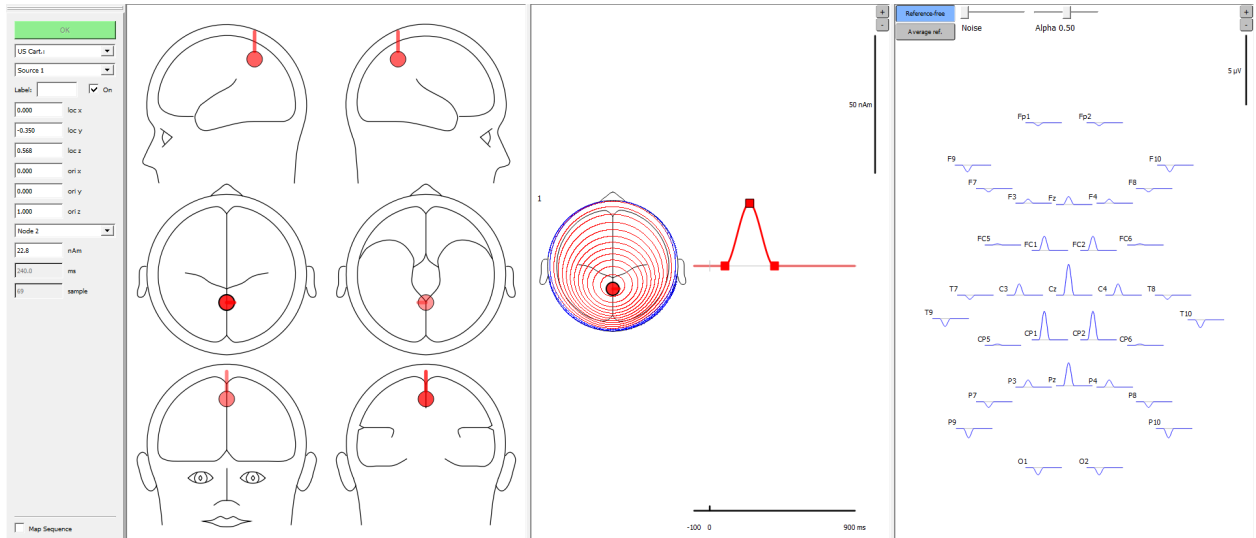 OK
US Cart.:
Source 1
Label: On
0.000 loc x
-0.350 loc y
0.568 loc z
0.000 ori x
0.000 ori y
1.000 ori z
Node 2
22.8 nAm
240.0 ms
69 sample
Map Sequence
+
-
50 nAm
1
-100 0 900 ms
Reference-free
Average ref.
Noise Alpha 0.50
+
-
5 µV
Fp1 Fp2
F9 F10
F7 F8
F3 Fz F4
FC5 FC1 FC2 FC6
T7 C3 Cz C4 T8
T9 T10
CP5 CP1 CP2 CP6
P3 Pz P4
P7 P8
P9 P10
O1 O2